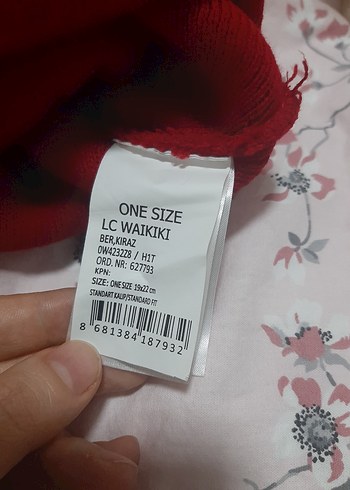 ONE SIZE
LC WAIKIKI
BER,KIRAZ
0W4232Z8 / H1T
ORD. NR: 627793
KPN:
SIZE: ONE SIZE 19x22 cm
STANDART KALIP/STANDARD FIT
8 681384 187932